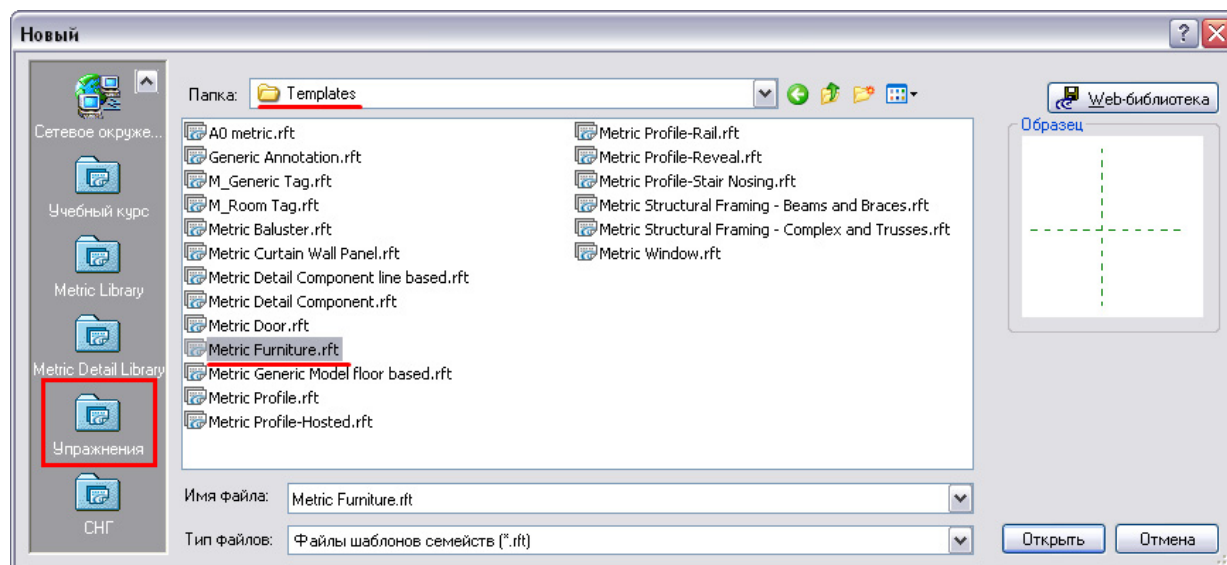 Новый
Сетевое окруже...
Учебный курс
Metric Library
Metric Detail Library
Упражнения
СНГ
Папка: Templates
A0 metric.rft
Generic Annotation.rft
M_Generic Tag.rft
M_Room Tag.rft
Metric Baluster.rft
Metric Curtain Wall Panel.rft
Metric Detail Component line based.rft
Metric Detail Component.rft
Metric Door.rft
Metric Furniture.rft
Metric Generic Model floor based.rft
Metric Profile.rft
Metric Profile-Hosted.rft
Metric Profile-Rail.rft
Metric Profile-Reveal.rft
Metric Profile-Stair Nosing.rft
Metric Structural Framing - Beams and Braces.rft
Metric Structural Framing - Complex and Trusses.rft
Metric Window.rft
Web-библиотека
Образец
Имя файла: Metric Furniture.rft
Тип файлов: Файлы шаблонов семейств (*.rft)
Открыть
Отмена